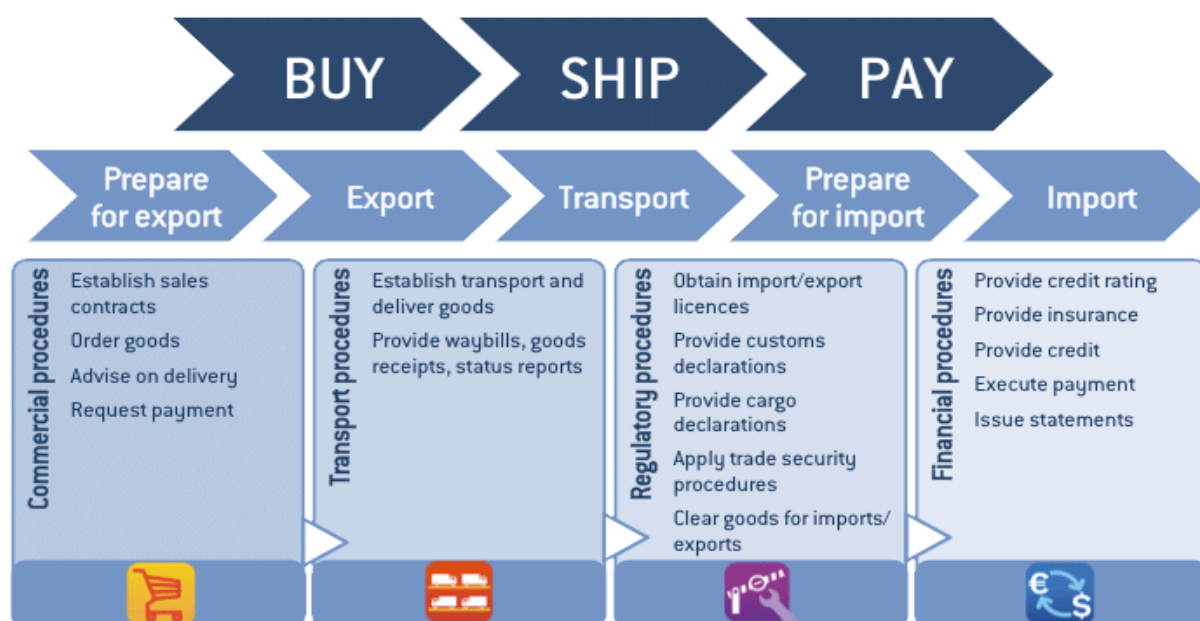 BUY
SHIP
PAY
Prepare
for export
Export
Transport
Prepare
for import
Import
Commercial procedures
Establish sales
contracts
Order goods
Advise on delivery
Request payment
Transport procedures
Establish transport and
deliver goods
Provide waybills, goods
receipts, status reports
Regulatory procedures
Obtain import/export
licences
Provide customs
declarations
Provide cargo
declarations
Apply trade security
procedures
Clear goods for imports/
exports
Financial procedures
Provide credit rating
Provide insurance
Provide credit
Execute payment
Issue statements
€
$